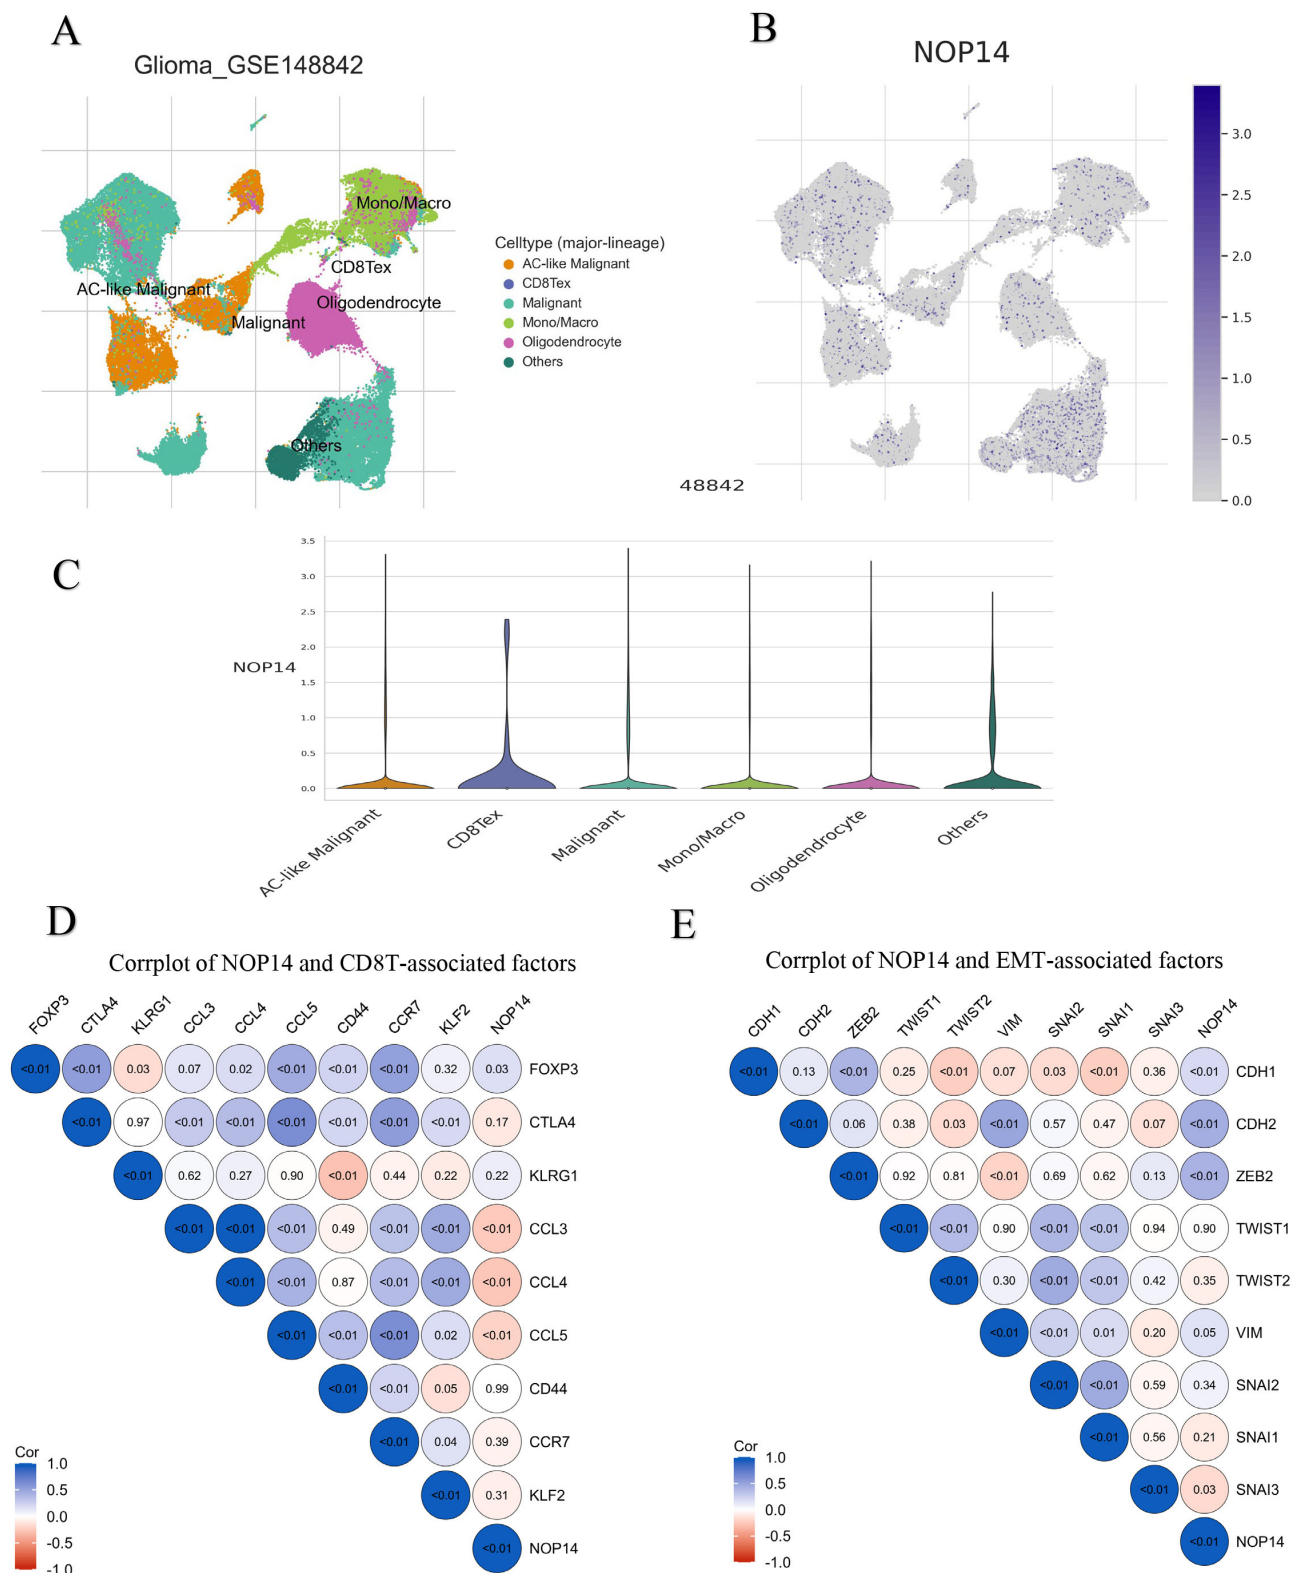 A
Glioma_GSE148842
Mono/Macro
CD8Tex
AC-like Malignant
Oligodendrocyte
Malignant
Others
Celltype (major-lineage)
AC-like Malignant
CD8Tex
Malignant
Mono/Macro
Oligodendrocyte
Others
B
NOP14
3.0
2.5
2.0
1.5
1.0
0.5
0.0
48842
C
NOP14
3.5
3.0
2.5
2.0
1.5
1.0
0.5
0.0
AC-like Malignant
CD8Tex
Malignant
Mono/Macro
Oligodendrocyte
Others
D
Corrplot of NOP14 and CD8T-associated factors
FOXP3 CTLA4 KLRG1 CCL3 CCL4 CCL5 CD44 CCR7 KLF2 NOP14
<0.01 <0.01 0.03 0.07 0.02 <0.01 <0.01 <0.01 0.32 0.03 FOXP3
<0.01 0.97 <0.01 <0.01 <0.01 <0.01 <0.01 <0.01 0.17 CTLA4
<0.01 0.62 0.27 0.90 <0.01 0.44 0.22 0.22 KLRG1
<0.01 <0.01 <0.01 0.49 <0.01 <0.01 <0.01 CCL3
<0.01 <0.01 0.87 <0.01 <0.01 <0.01 CCL4
<0.01 <0.01 <0.01 0.02 <0.01 CCL5
<0.01 <0.01 0.05 0.99 CD44
<0.01 0.04 0.39 CCR7
<0.01 0.31 KLF2
<0.01 NOP14
Cor
1.0
0.5
0.0
-0.5
-1.0
E
Corrplot of NOP14 and EMT-associated factors
CDH1 CDH2 ZEB2 TWIST1 TWIST2 VIM SNAI2 SNAI1 SNAI3 NOP14
<0.01 0.13 <0.01 0.25 <0.01 0.07 0.03 <0.01 0.36 <0.01 CDH1
<0.01 0.06 0.38 0.03 <0.01 0.57 0.47 0.07 <0.01 CDH2
<0.01 0.92 0.81 <0.01 0.69 0.62 0.13 <0.01 ZEB2
<0.01 <0.01 0.90 <0.01 <0.01 0.94 0.90 TWIST1
<0.01 0.30 <0.01 <0.01 0.42 0.35 TWIST2
<0.01 <0.01 0.01 0.20 0.05 VIM
<0.01 <0.01 0.59 0.34 SNAI2
<0.01 0.56 0.21 SNAI1
<0.01 0.03 SNAI3
<0.01 NOP14
Cor
1.0
0.5
0.0
-0.5
-1.0